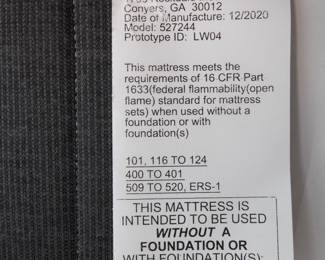 Conyers, GA 30012
Date of Manufacture: 12/2020
Model: 527244
Prototype ID: LW04
This mattress meets the
requirements of 16 CFR Part
1633(federal flammability(open
flame) standard for mattress
sets) when used without a
foundation or with
foundation(s)
101, 116 TO 124
400 TO 401
509 TO 520, ERS-1
THIS MATTRESS IS
INTENDED TO BE USED
WITHOUT A
FOUNDATION OR
WITH FOUNDATION(S):